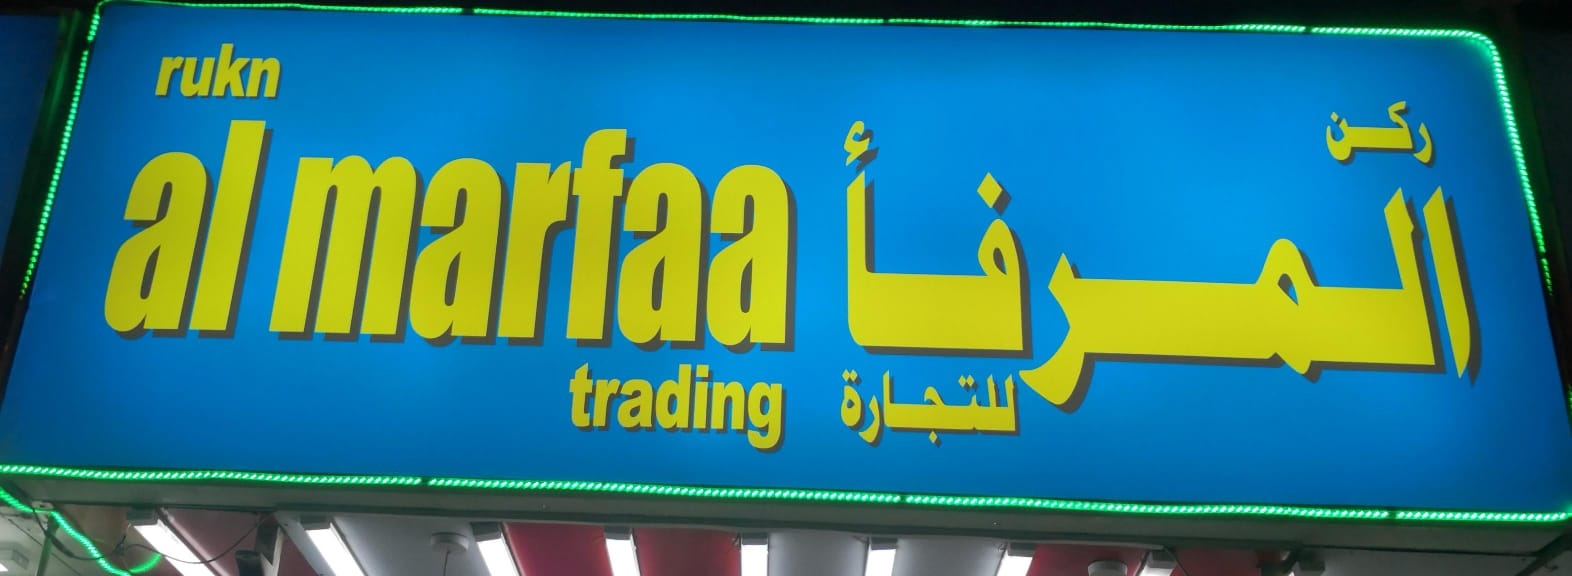 rukn
al marfaa
trading
ركن
المرفأ
للتجارة